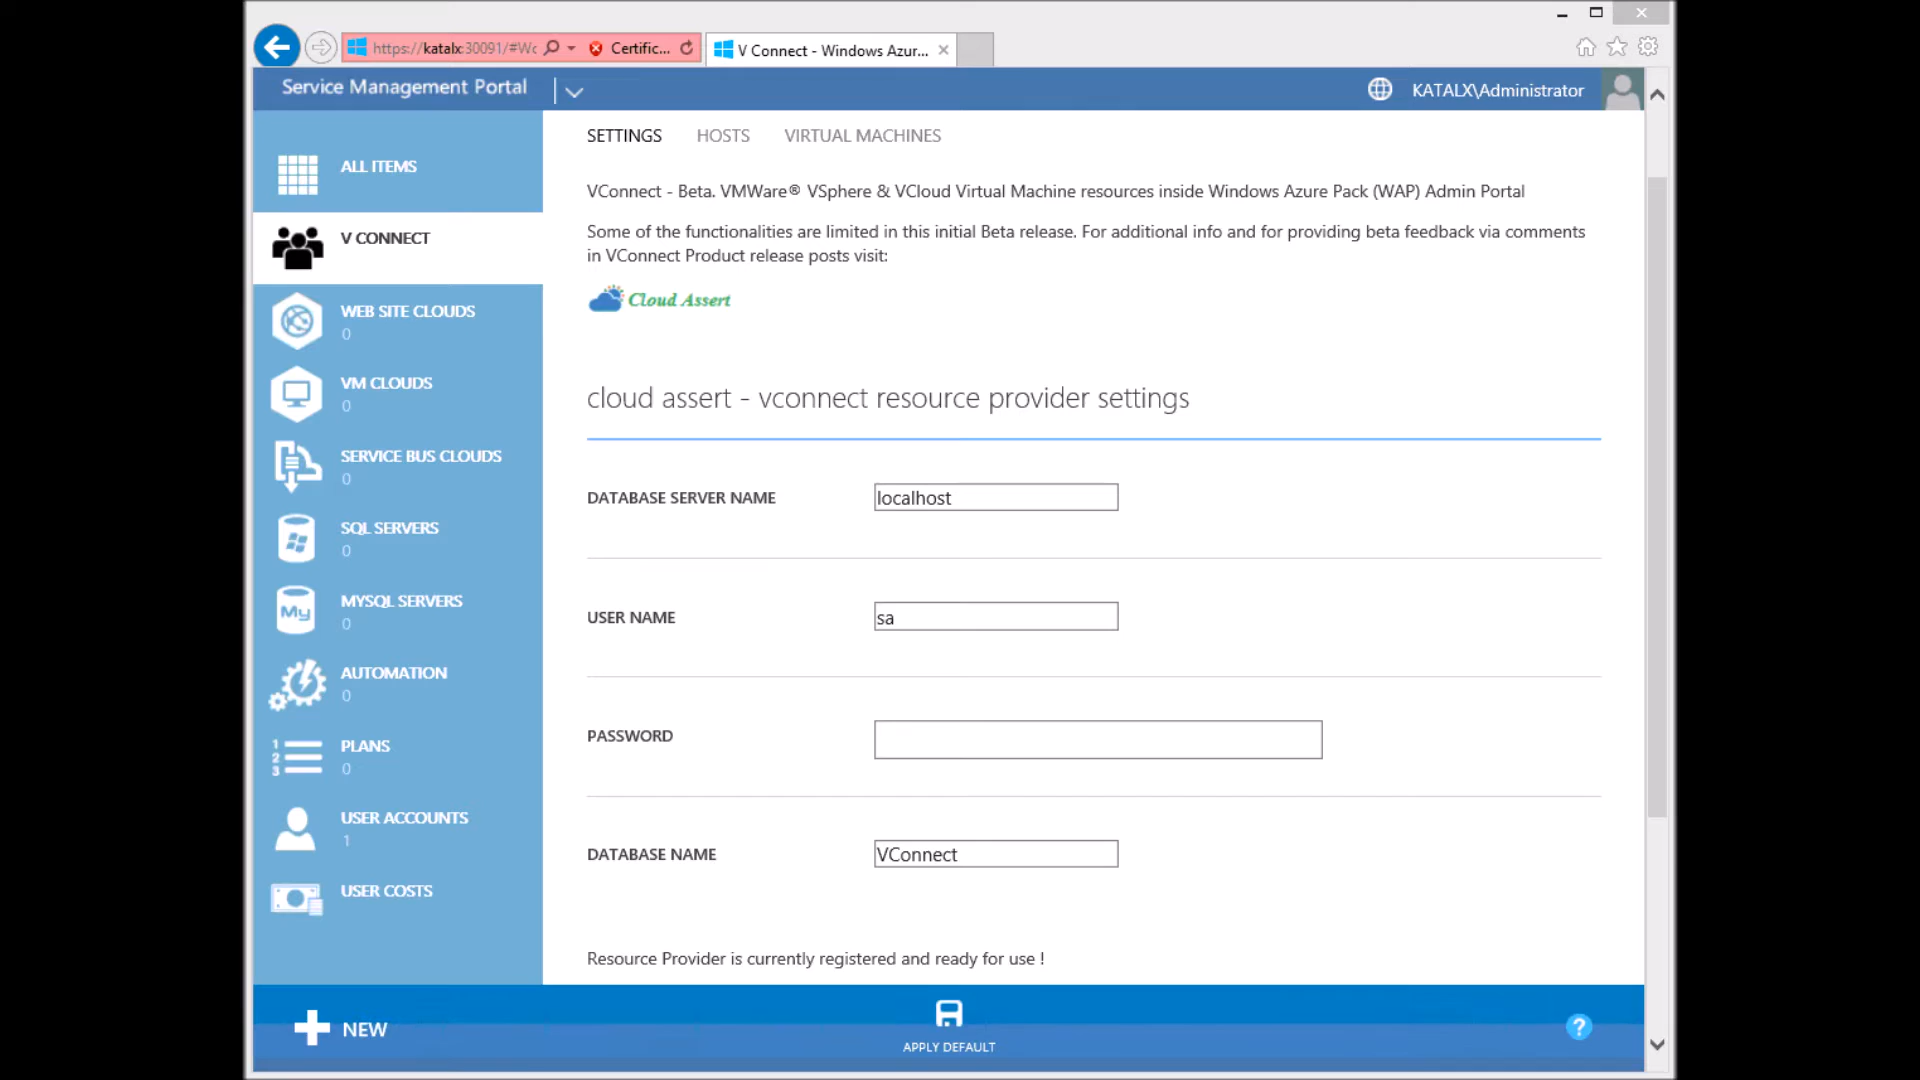 https://katalx:30091/#Wc
Certific...
V Connect - Windows Azur...
Service Management Portal
KATALX\Administrator
ALL ITEMS
V CONNECT
WEB SITE CLOUDS
0
VM CLOUDS
0
SERVICE BUS CLOUDS
0
SQL SERVERS
0
My
MYSQL SERVERS
0
AUTOMATION
0
1
2
3
PLANS
0
USER ACCOUNTS
1
USER COSTS
SETTINGS HOSTS VIRTUAL MACHINES
VConnect - Beta. VMWare® VSphere & VCloud Virtual Machine resources inside Windows Azure Pack (WAP) Admin Portal
Some of the functionalities are limited in this initial Beta release. For additional info and for providing beta feedback via comments
in VConnect Product release posts visit:
Cloud Assert
cloud assert - vconnect resource provider settings
DATABASE SERVER NAME localhost
USER NAME sa
PASSWORD
DATABASE NAME VConnect
Resource Provider is currently registered and ready for use !
NEW
APPLY DEFAULT
?